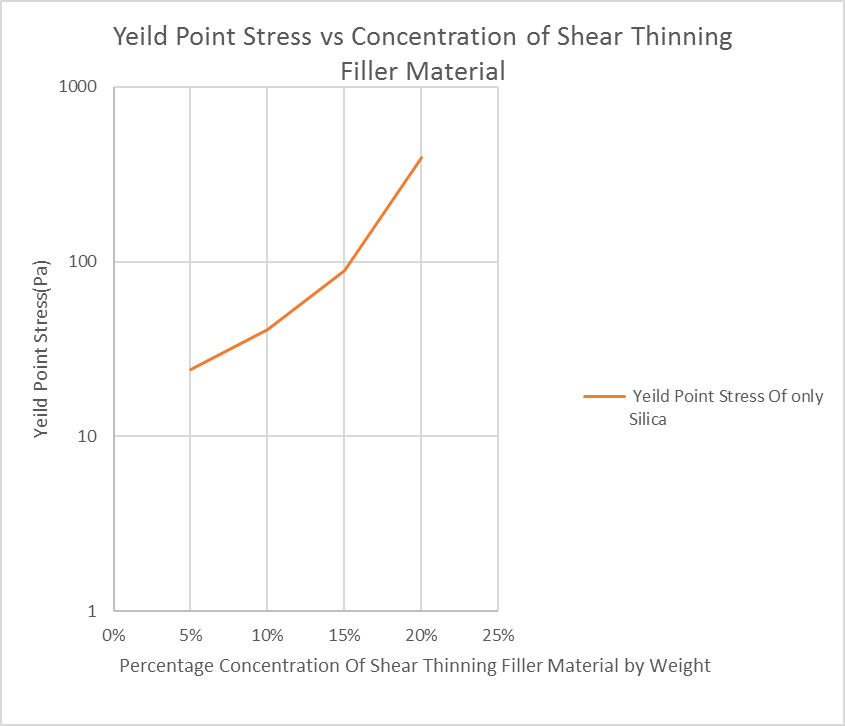 Yeild Point Stress vs Concentration of Shear Thinning
Filler Material
1000
100
10
1
Yeild Point Stress(Pa)
0% 5% 10% 15% 20% 25%
Percentage Concentration Of Shear Thinning Filler Material by Weight
Yeild Point Stress Of only
Silica